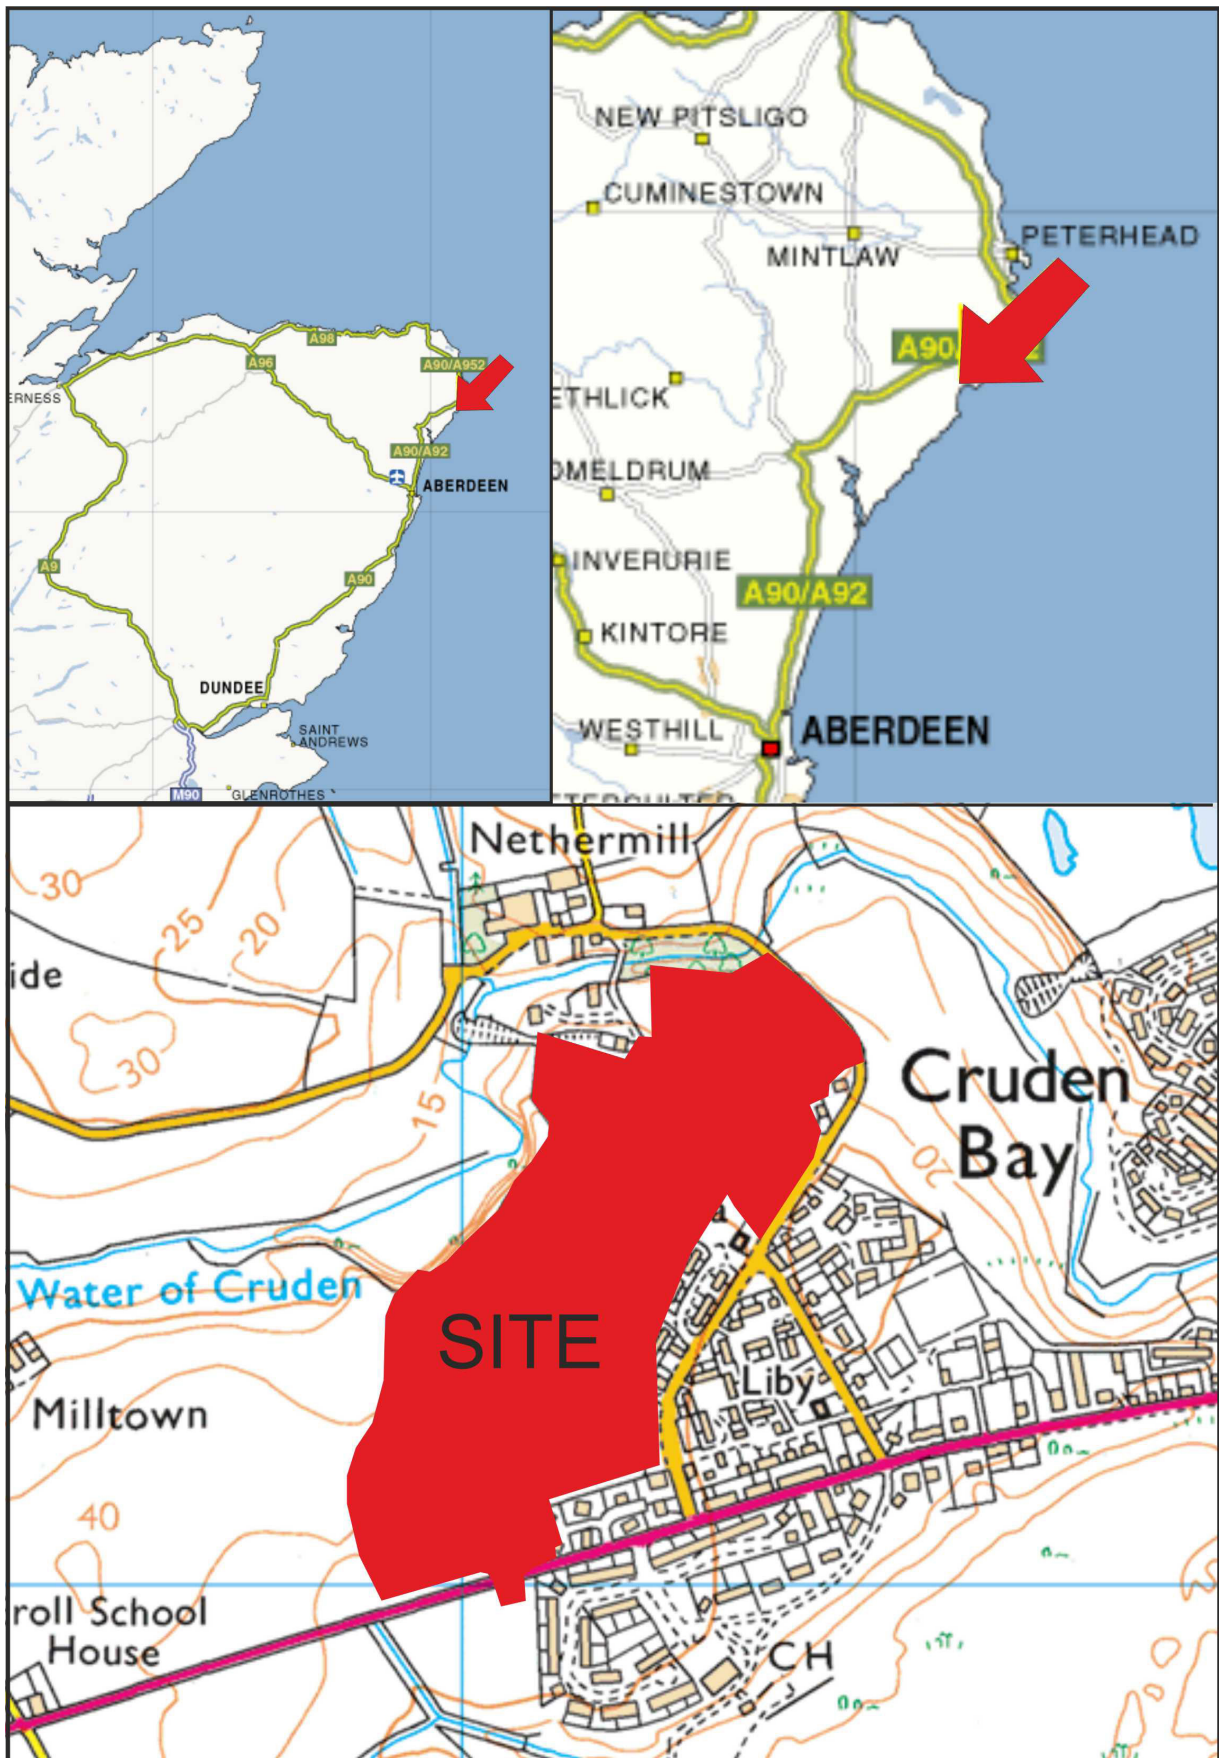 A98
A96
A90/A952
ERNESS
A90/A92
ABERDEEN
A9
A90
DUNDEE
SAINT
ANDREWS
M90
GLENROTHES
NEW PITSLIGO
CUMINESTOWN
PETERHEAD
MINTLAW
A90/
ETHLICK
OMELDRUM
INVERURIE
A90/A92
KINTORE
WESTHILL
ABERDEEN
Nethermill
30
25
20
ide
30
15
Cruden
Bay
20
a
Water of Cruden
SITE
Milltown
Liby
40
roll School
House
CH